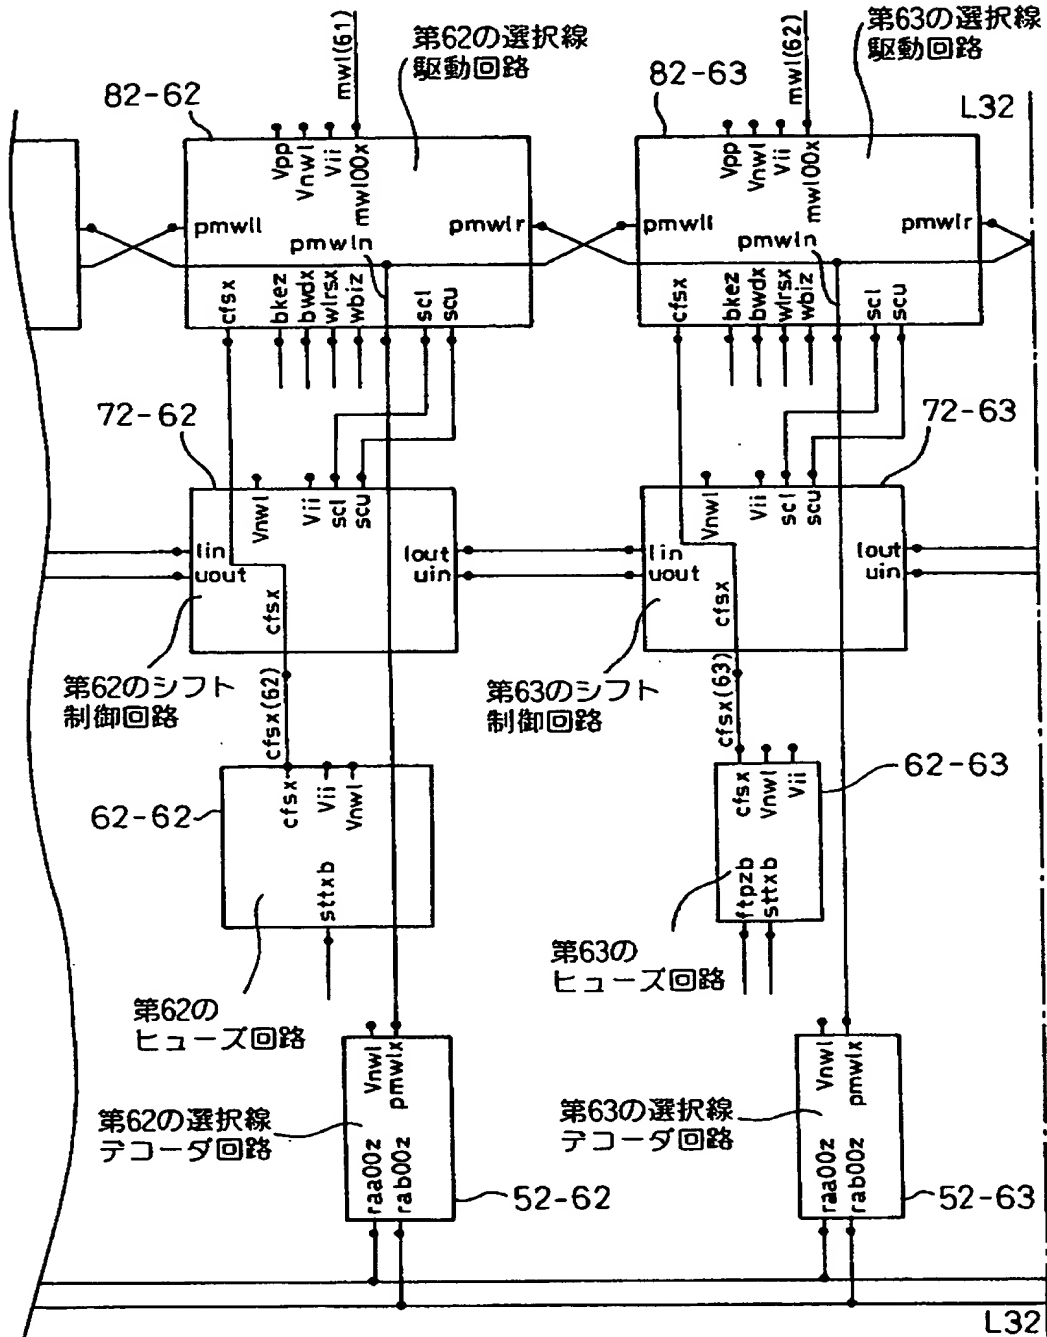 mwl(61)
第62の選択線
駆動回路
mwl(62)
第63の選択線
駆動回路
82-62
82-63
L32
Vpp
Vnwl
Vii
mwl00x
Vpp
Vnwl
Vii
mwl00x
pmwll
pmwln
pmwlr
pmwll
pmwln
pmwlr
cfsx
bkez
bwdx
wlrsx
wbiz
scl
scu
cfsx
bkez
bwdx
wlrsx
wbiz
scl
scu
72-62
72-63
Vnwl
Vii
scl
scu
Vnwl
Vii
scl
scu
lin
uout
lout
uin
lin
uout
lout
uin
cfsx
cfsx
第62のシフト
制御回路
cfsx(62)
第63のシフト
制御回路
cfsx(63)
62-62
cfsx
Vii
Vnwl
sttxb
cfsx
Vnwl
Vii
62-63
ftpzb
sttxb
第62の
ヒューズ回路
第63の
ヒューズ回路
Vnwl
pmwlx
Vnwl
pmwlx
第62の選択線
デコーダ回路
第63の選択線
デコーダ回路
raa00z
rab00z
52-62
raa00z
rab00z
52-63
L32